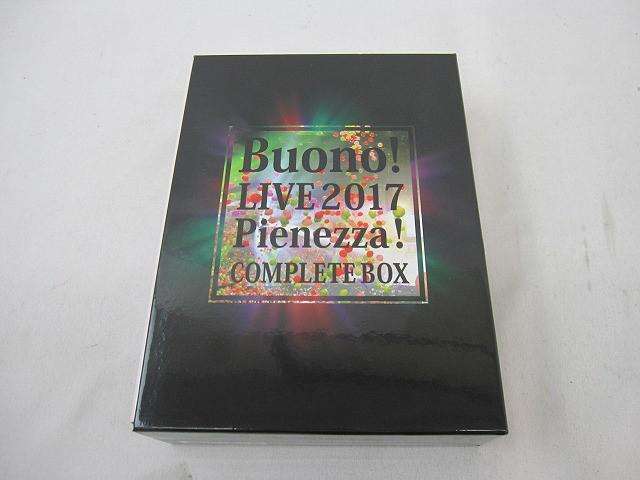 Buono!
LIVE 2017
Pienezza!
COMPLETE BOX